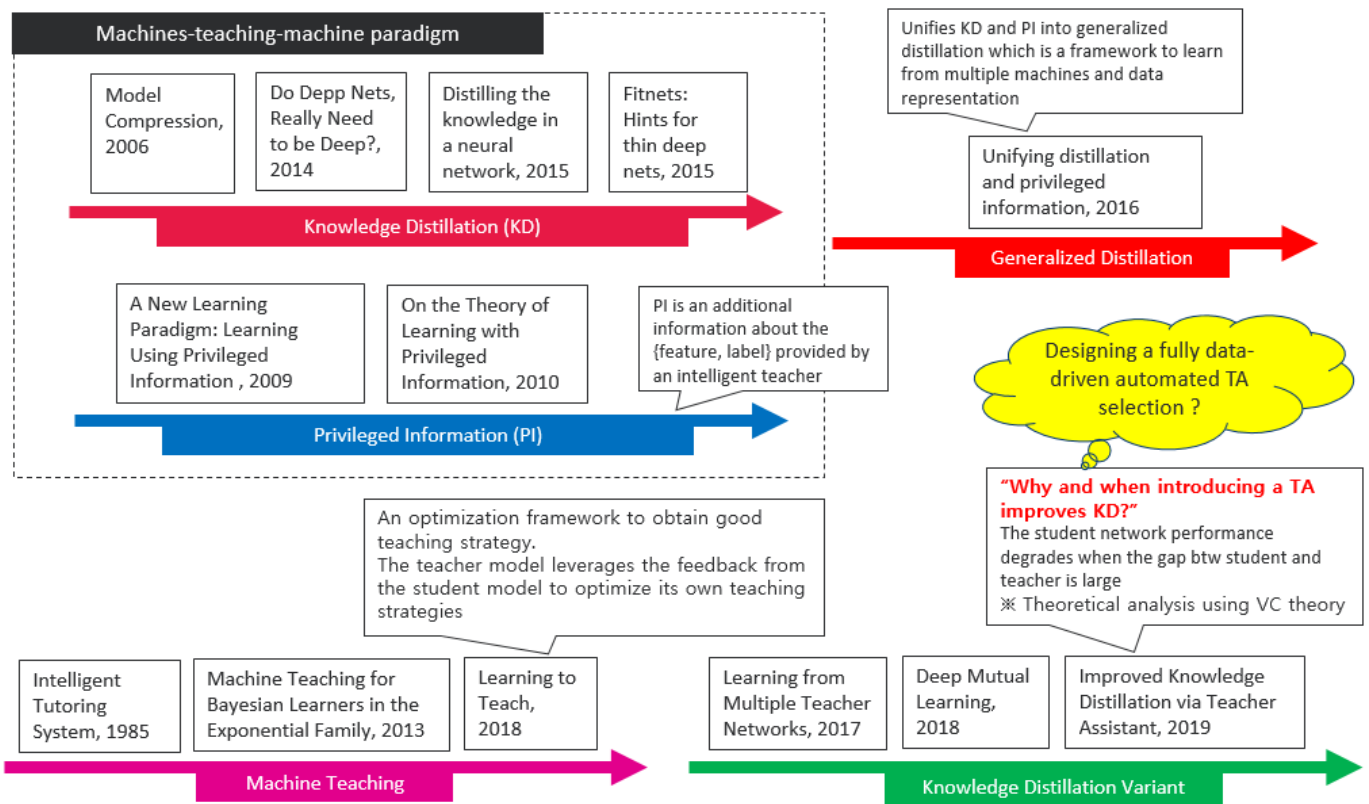 Machines-teaching-machine paradigm
Model
Compression,
2006
Do Depp Nets,
Really Need
to be Deep?,
2014
Distilling the
knowledge in
a neural
network, 2015
Fitnets:
Hints for
thin deep
nets, 2015
Knowledge Distillation (KD)
A New Learning
Paradigm: Learning
Using Privileged
Information , 2009
On the Theory of
Learning with
Privileged
Information, 2010
PI is an additional
information about the
{feature, label} provided by
an intelligent teacher
Privileged Information (PI)
Unifies KD and PI into generalized
distillation which is a framework to learn
from multiple machines and data
representation
Unifying distillation
and privileged
information, 2016
Generalized Distillation
Designing a fully data-
driven automated TA
selection ?
“Why and when introducing a TA
improves KD?”
The student network performance
degrades when the gap btw student and
teacher is large
※ Theoretical analysis using VC theory
An optimization framework to obtain good
teaching strategy.
The teacher model leverages the feedback from
the student model to optimize its own teaching
strategies
Intelligent
Tutoring
System, 1985
Machine Teaching for
Bayesian Learners in the
Exponential Family, 2013
Learning to
Teach,
2018
Machine Teaching
Learning from
Multiple Teacher
Networks, 2017
Deep Mutual
Learning,
2018
Improved Knowledge
Distillation via Teacher
Assistant, 2019
Knowledge Distillation Variant